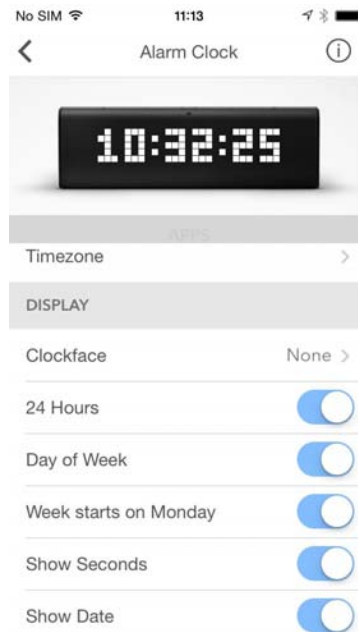 No SIM 11:13
Alarm Clock
10:32:25
APPS
Timezone
DISPLAY
Clockface None
24 Hours
Day of Week
Week starts on Monday
Show Seconds
Show Date